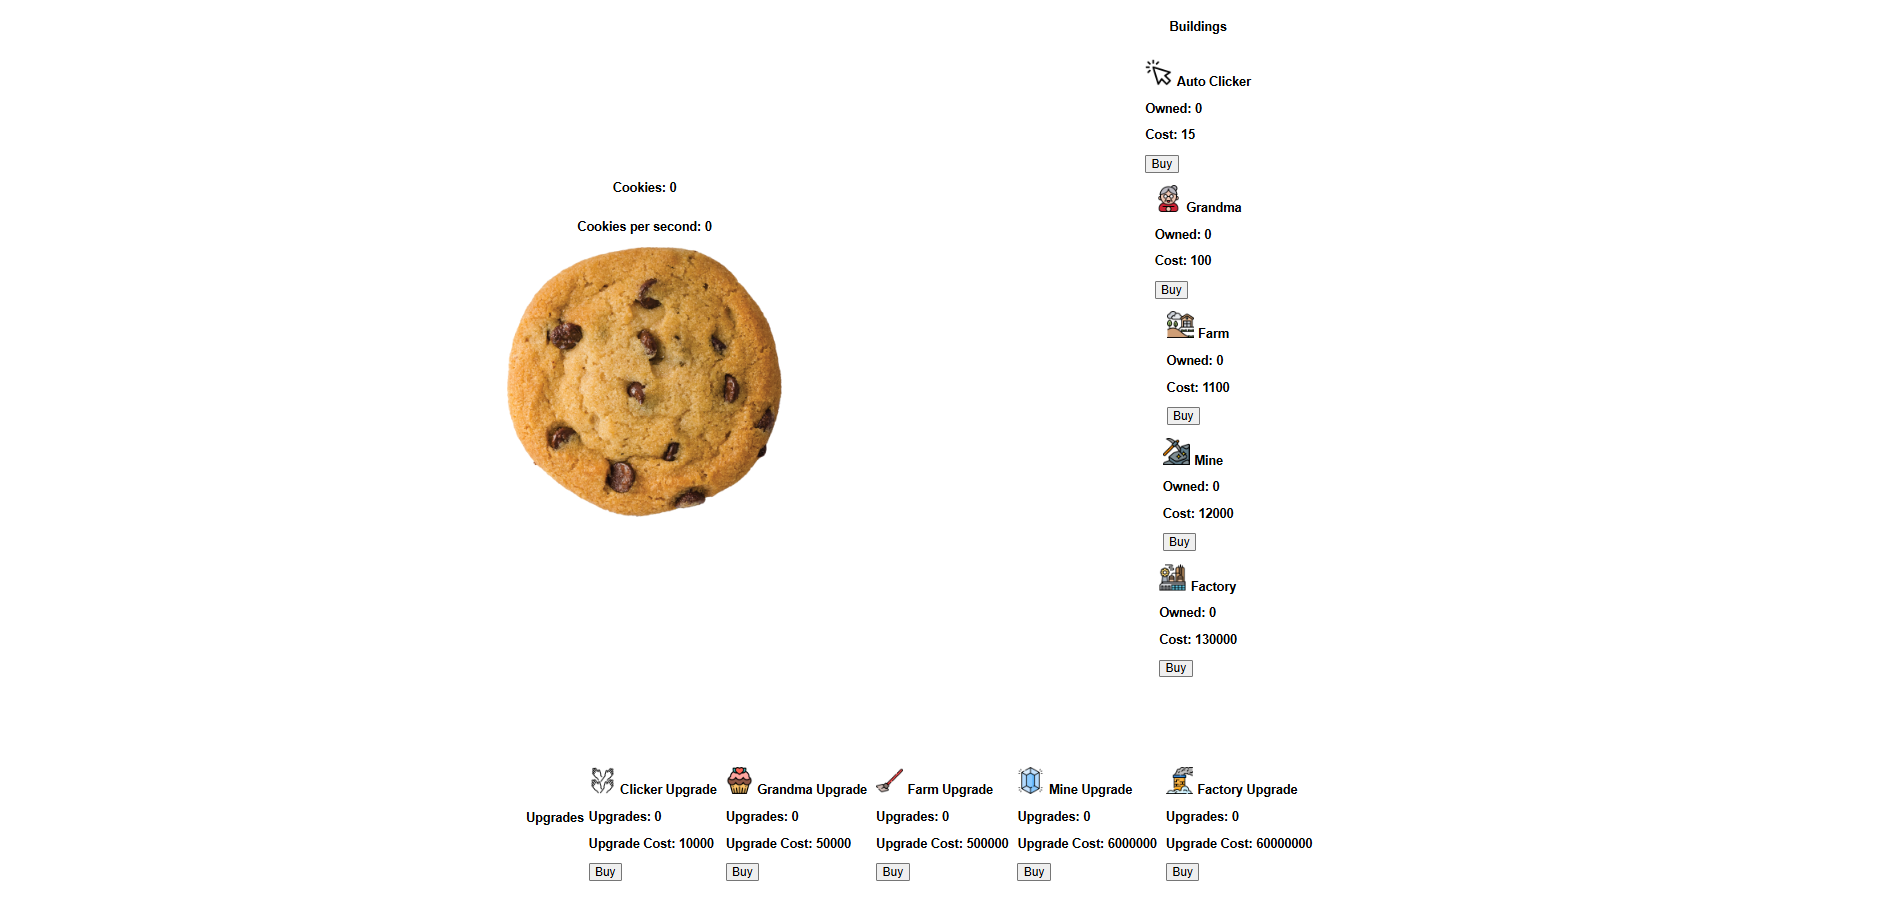 Buildings
Auto Clicker
Owned: 0
Cost: 15
Buy
Grandma
Owned: 0
Cost: 100
Buy
Farm
Owned: 0
Cost: 1100
Buy
Mine
Owned: 0
Cost: 12000
Buy
Factory
Owned: 0
Cost: 130000
Buy
Cookies: 0
Cookies per second: 0
Upgrades
Clicker Upgrade
Upgrades: 0
Upgrade Cost: 10000
Buy
Grandma Upgrade
Upgrades: 0
Upgrade Cost: 50000
Buy
Farm Upgrade
Upgrades: 0
Upgrade Cost: 500000
Buy
Mine Upgrade
Upgrades: 0
Upgrade Cost: 6000000
Buy
Factory Upgrade
Upgrades: 0
Upgrade Cost: 60000000
Buy